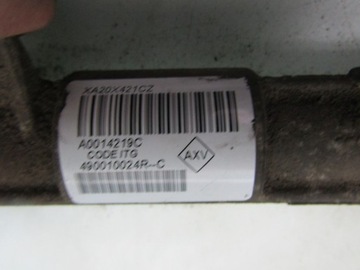 XA20X421CZ
A0014219C
CODE ITG
490010024R--C
AXV